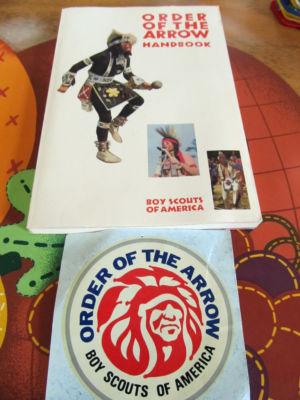 ORDER
OF THE
ARROW
HANDBOOK
BOY SCOUTS
OF AMERICA
ORDER OF THE ARROW
BOY SCOUTS OF AMERICA